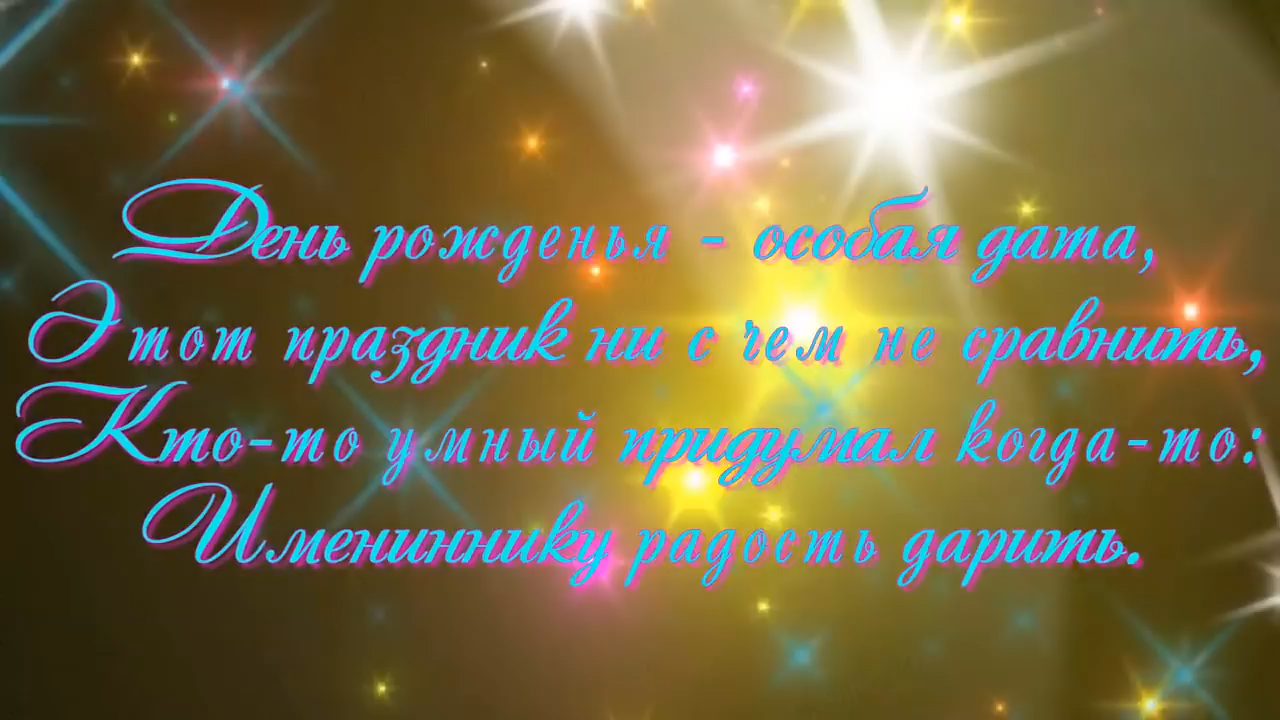 День рожденья - особая дата,
Этот праздник ни с чем не сравнить,
Кто-то умный придумал когда-то:
Имениннику радость дарить.